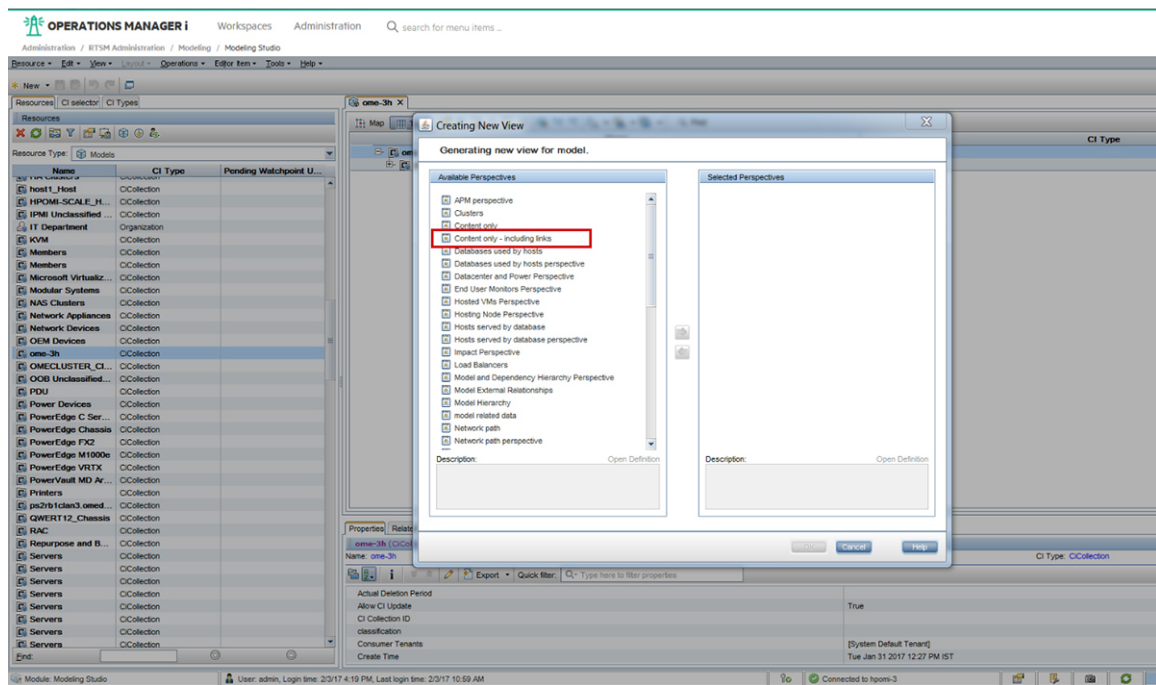 OPERATIONS MANAGER i Workspaces Administration search for menu items ...
Administration / RTSM Administration / Modeling / Modeling Studio
Resource Edit View Layout Operations Editor Item Tools Help
New
Resources CI selector CI Types
Resources
Resource Type: Models
Name CI Type Pending Watchpoint U...
host1_Host CiCollection
HPOMI-SCALE_H... CiCollection
IPMI Unclassified ... CiCollection
IT Department Organization
KVM CiCollection
Members CiCollection
Members CiCollection
Microsoft Virtualiz... CiCollection
Modular Systems CiCollection
NAS Clusters CiCollection
Network Appliances CiCollection
Network Devices CiCollection
OEM Devices CiCollection
ome-3h CiCollection
OMECLUSTER_CI... CiCollection
OOB Unclassified... CiCollection
PDU CiCollection
Power Devices CiCollection
PowerEdge C Ser... CiCollection
PowerEdge Chassis CiCollection
PowerEdge FX2 CiCollection
PowerEdge M1000e CiCollection
PowerEdge VRTX CiCollection
PowerVault MD Ar... CiCollection
Printers CiCollection
ps2rb1clan3.omed... CiCollection
QWERT12_Chassis CiCollection
RAC CiCollection
Repurpose and B... CiCollection
Servers CiCollection
Servers CiCollection
Servers CiCollection
Servers CiCollection
Servers CiCollection
Servers CiCollection
Servers CiCollection
Servers CiCollection
Find:
ome-3h X
Map
CI Type
Creating New View
Generating new view for model.
Available Perspectives
APM perspective
Clusters
Content only
Content only - including links
Databases used by hosts
Databases used by hosts perspective
Datacenter and Power Perspective
End User Monitors Perspective
Hosted VMs Perspective
Hosting Node Perspective
Hosts served by database
Hosts served by database perspective
Impact Perspective
Load Balancers
Model and Dependency Hierarchy Perspective
Model External Relationships
Model Hierarchy
model related data
Network path
Network path perspective
Description: Open Definition
Selected Perspectives
Description: Open Definition
Cancel Help
Properties Relate
ome-3h (CiCol
Name: ome-3h CI Type: CiCollection
Export Quick filter: Type here to filter properties
Actual Deletion Period
Allow CI Update True
CI Collection ID
classification
Consumer Tenants [System Default Tenant]
Create Time Tue Jan 31 2017 12:27 PM IST
Module: Modeling Studio User: admin, Login time: 2/3/17 4:19 PM, Last login time: 2/3/17 10:59 AM Connected to hpomi-3